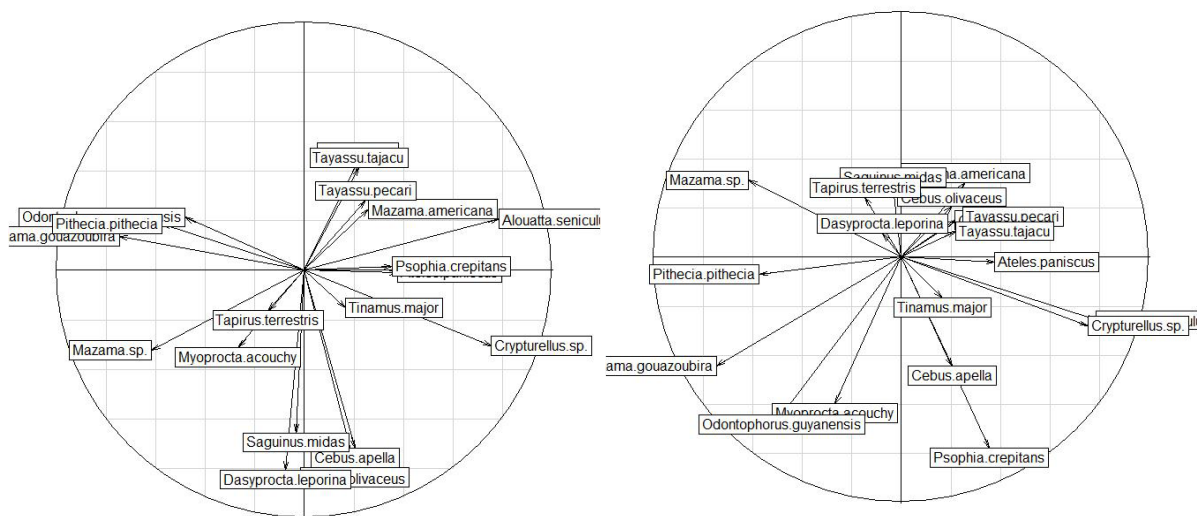 Tayassu.tajacu
Tayassu.pecari
Mazama.americana
Alouatta.senicul
Pithecia.pithecia
ama.gouazoubira
Psophia.crepitans
Tinamus.major
Tapirus.terrestris
Mazama.sp.
Myoprocta.acouchy
Crypturellus.sp.
Saguinus.midas
Cebus.apella
Dasyprocta.leporina
olivaceus
Mazama.sp.
Saguinus.midas
na.americana
Tapirus.terrestris
Cebus.olivaceus
Tayassu.pecari
Dasyprocta.leporina
Tayassu.tajacu
Pithecia.pithecia
Ateles.paniscus
Tinamus.major
Crypturellus.sp.
ama.gouazoubira
Cebus.apella
Myoprocta.acouchy
Odontophorus.guyanensis
Psophia.crepitans